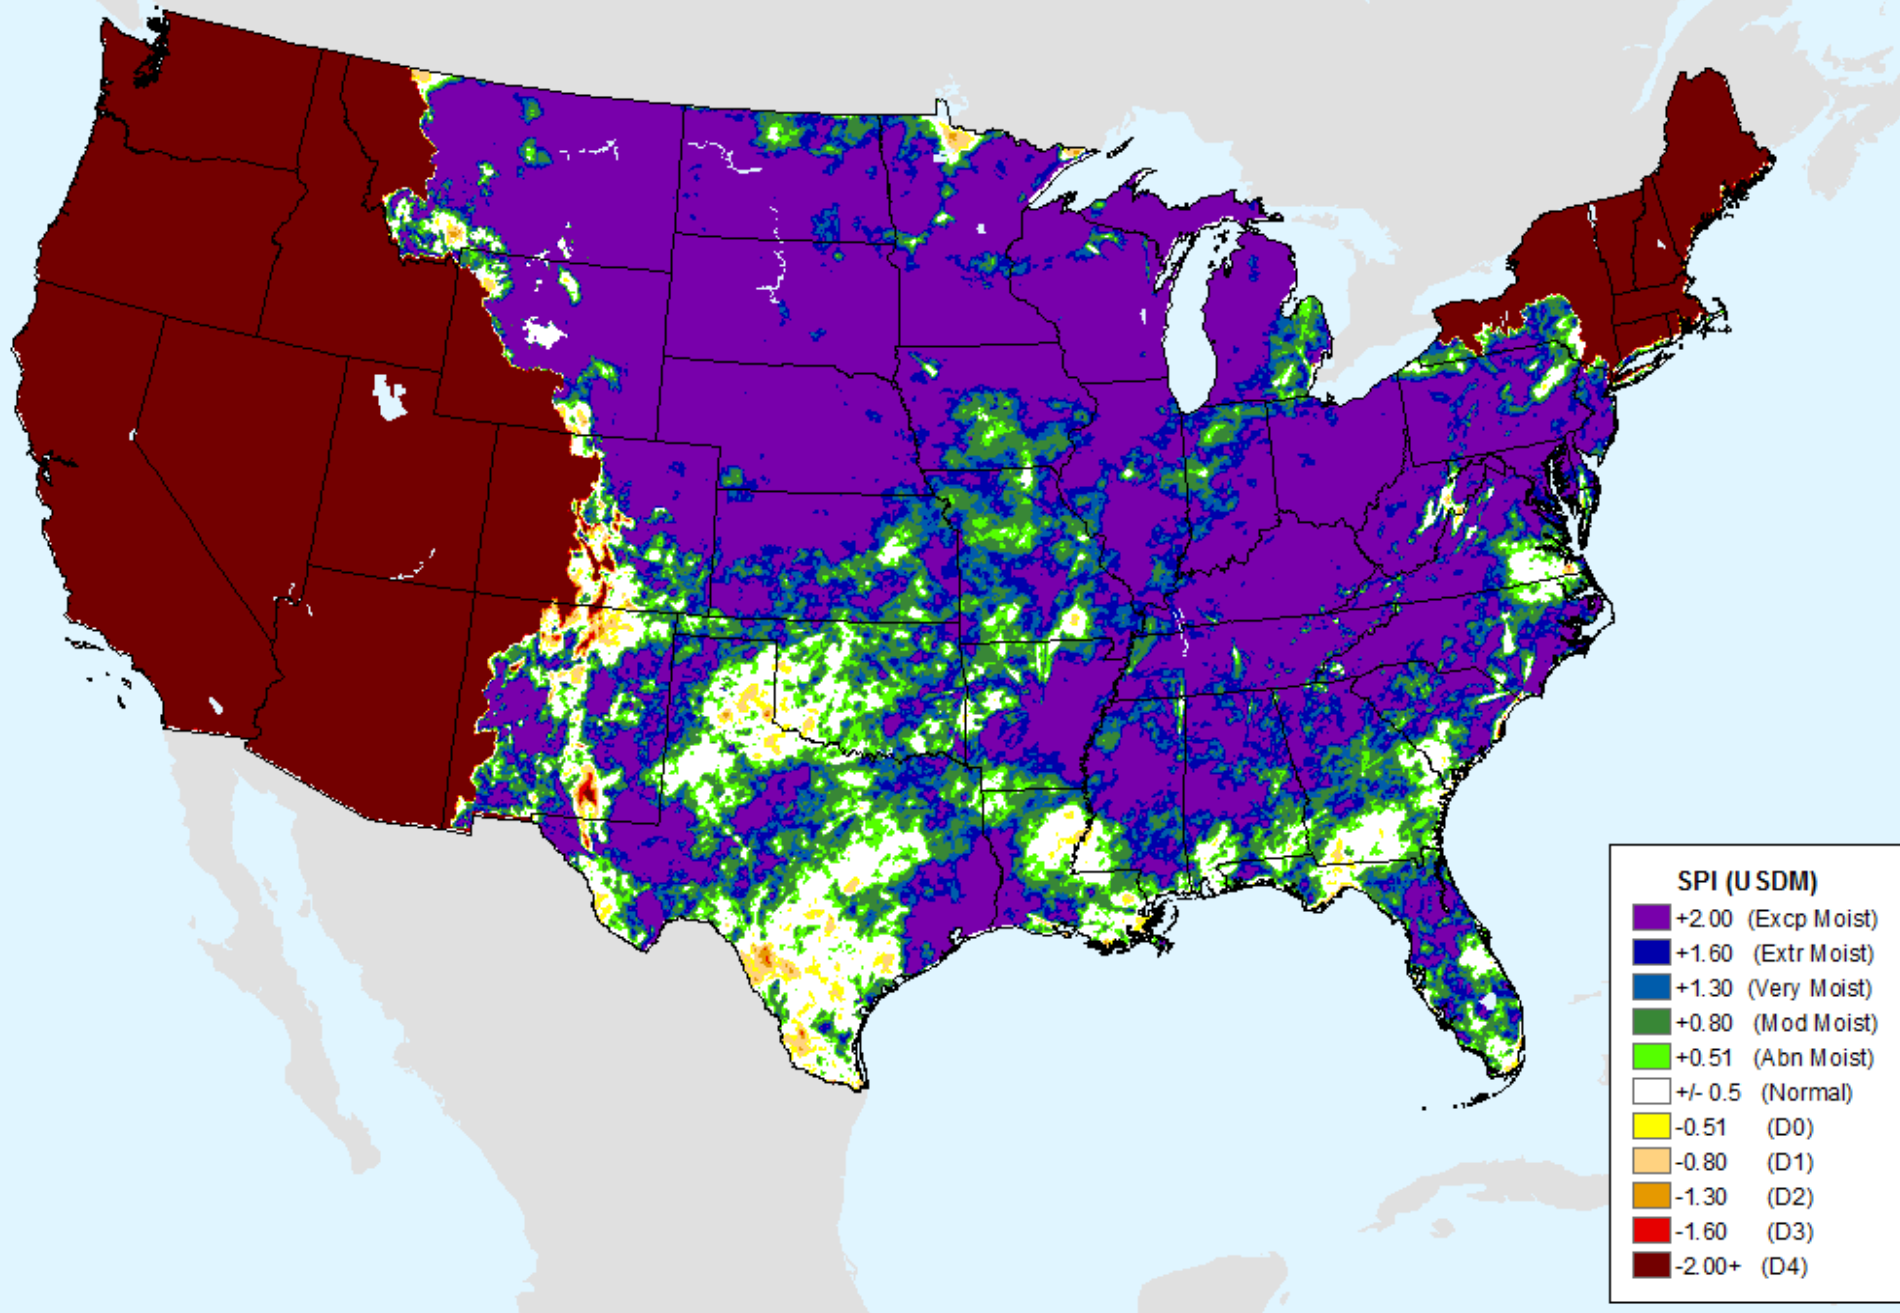 SPI (USDM)
+2.00 (Excp Moist)
+1.60 (Extr Moist)
+1.30 (Very Moist)
+0.80 (Mod Moist)
+0.51 (Abn Moist)
+/- 0.5 (Normal)
-0.51 (D0)
-0.80 (D1)
-1.30 (D2)
-1.60 (D3)
-2.00+ (D4)